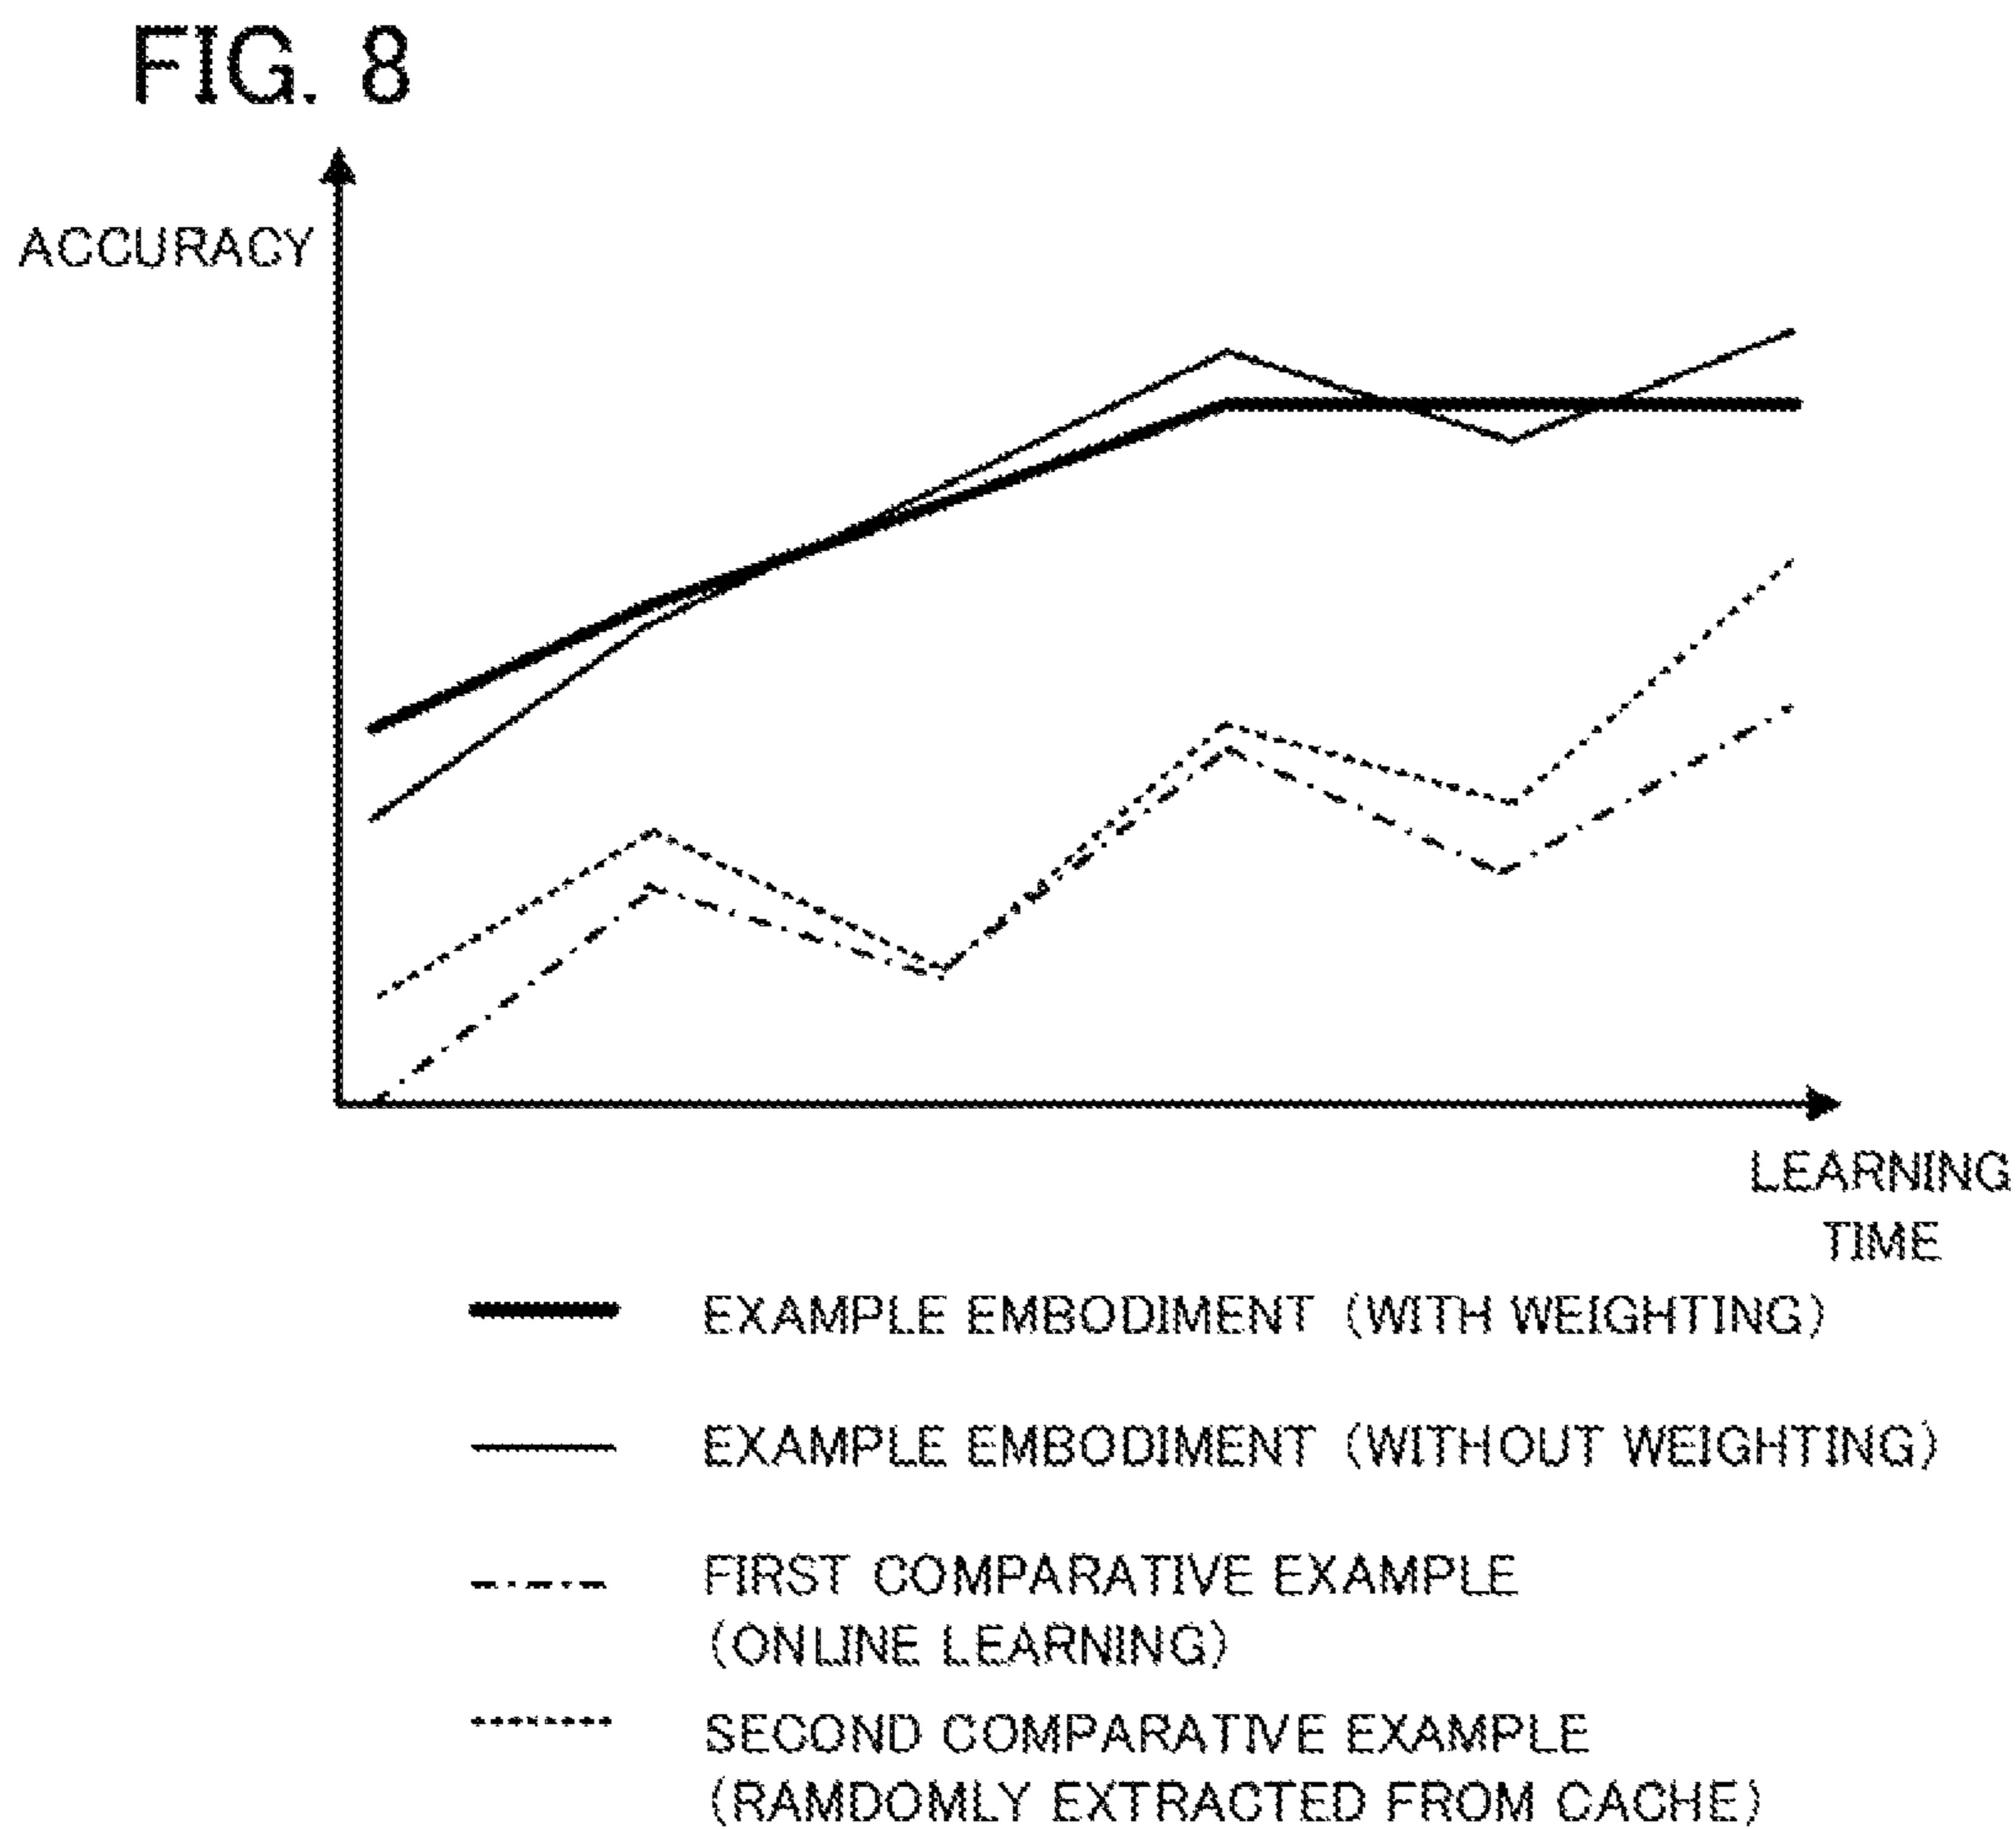 FIG. 8
ACCURACY
LEARNING
TIME
EXAMPLE EMBODIMENT (WITH WEIGHTING)
EXAMPLE EMBODIMENT (WITHOUT WEIGHTING)
FIRST COMPARATIVE EXAMPLE
(ONLINE LEARNING)
SECOND COMPARATIVE EXAMPLE
(RAMDOMLY EXTRACTED FROM CACHE)